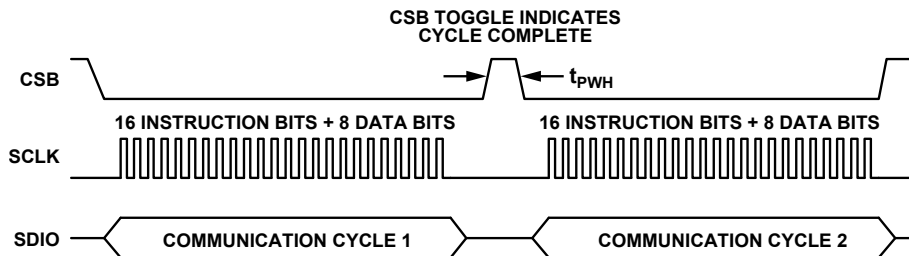 CSB TOGGLE INDICATES
CYCLE COMPLETE
CSB
tPWH
16 INSTRUCTION BITS + 8 DATA BITS
16 INSTRUCTION BITS + 8 DATA BITS
SCLK
SDIO
COMMUNICATION CYCLE 1
COMMUNICATION CYCLE 2